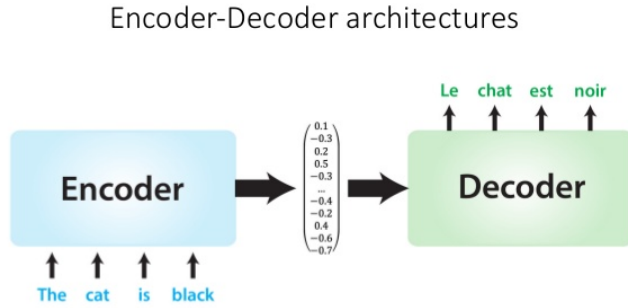 Encoder-Decoder architectures
Le chat est noir
Encoder
0.1
−0.3
0.2
0.5
−0.3
...
−0.4
−0.2
0.4
−0.6
−0.7
Decoder
The cat is black